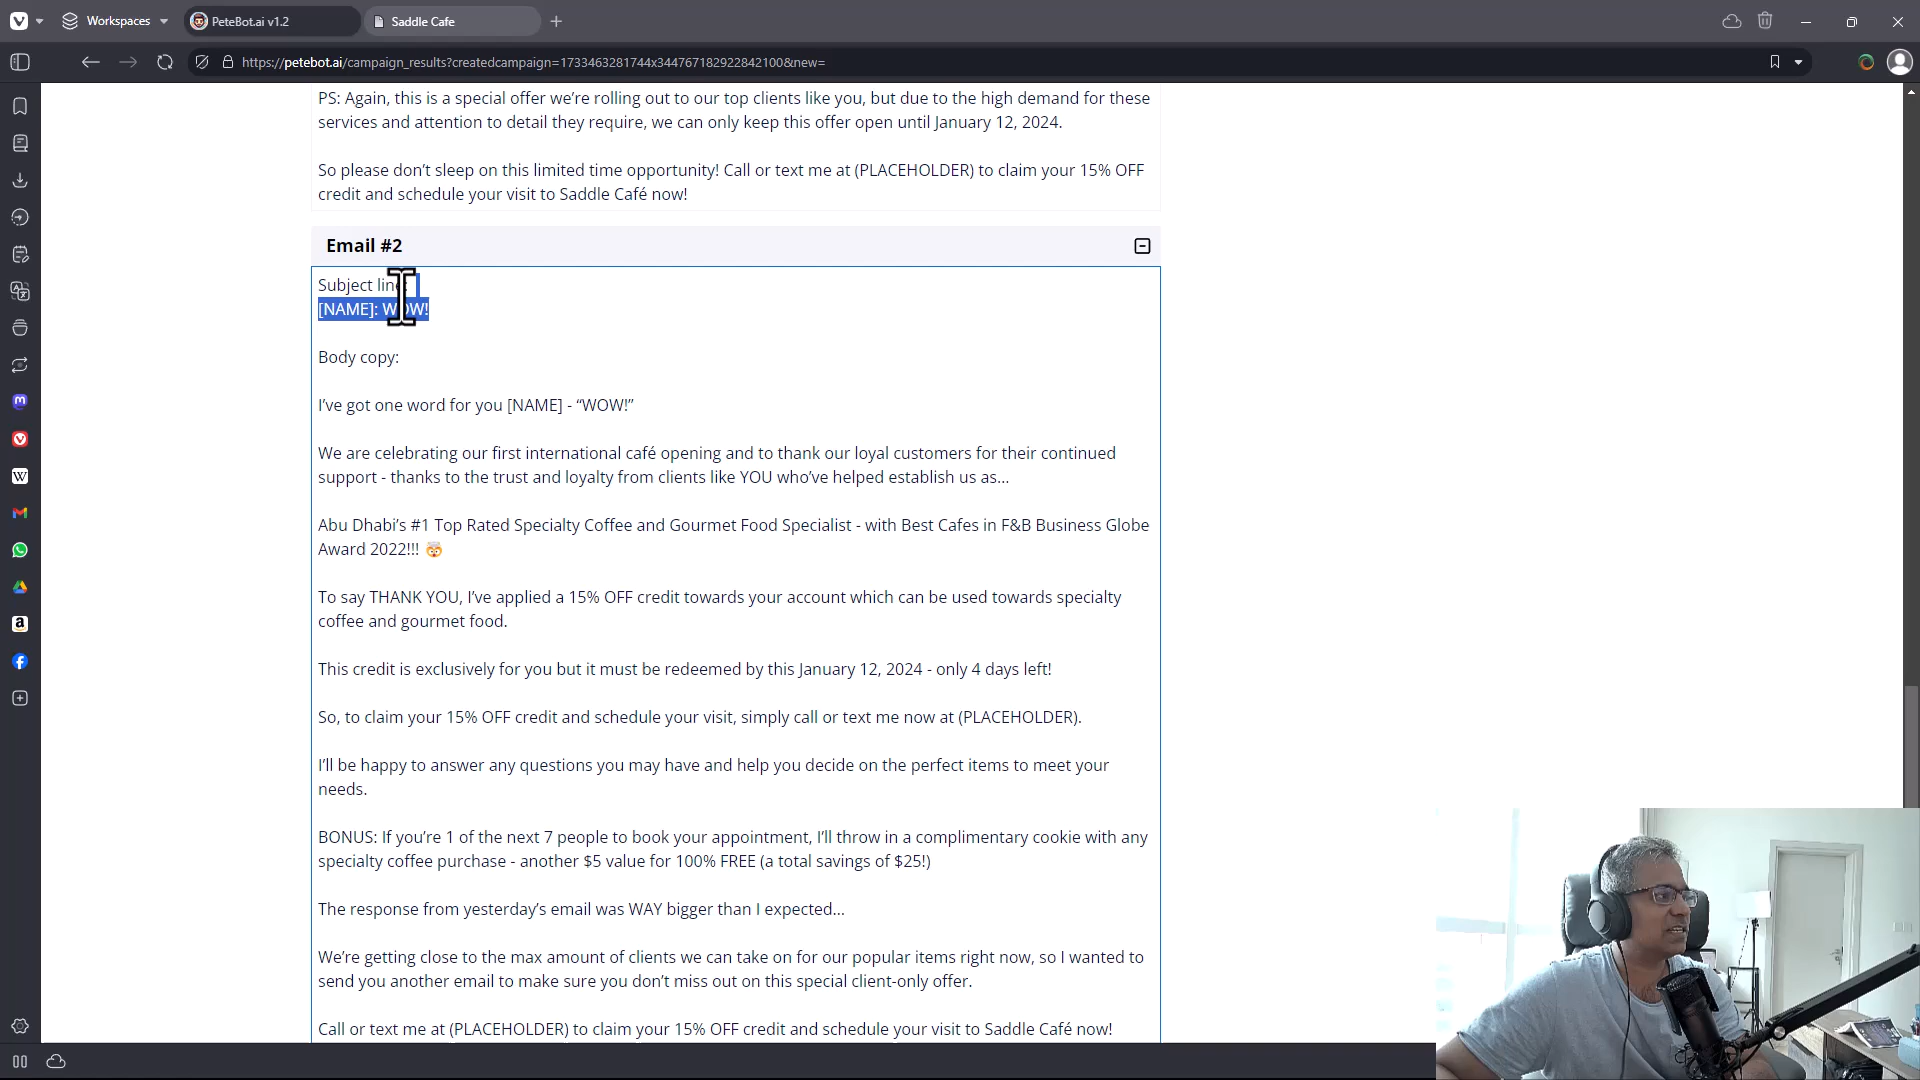 Workspaces
PeteBot.ai v1.2
Saddle Cafe
https://petebot.ai/campaign_results?createdcampaign=1733463281744x344767182922842100&new=
PS: Again, this is a special offer we’re rolling out to our top clients like you, but due to the high demand for these
services and attention to detail they require, we can only keep this offer open until January 12, 2024.
So please don’t sleep on this limited time opportunity! Call or text me at (PLACEHOLDER) to claim your 15% OFF
credit and schedule your visit to Saddle Café now!
Email #2
Subject line:
[NAME]: WOW!
Body copy:
I’ve got one word for you [NAME] - “WOW!”
We are celebrating our first international café opening and to thank our loyal customers for their continued
support - thanks to the trust and loyalty from clients like YOU who’ve helped establish us as...
Abu Dhabi’s #1 Top Rated Specialty Coffee and Gourmet Food Specialist - with Best Cafes in F&B Business Globe
Award 2022!!! 🤯
To say THANK YOU, I’ve applied a 15% OFF credit towards your account which can be used towards specialty
coffee and gourmet food.
This credit is exclusively for you but it must be redeemed by this January 12, 2024 - only 4 days left!
So, to claim your 15% OFF credit and schedule your visit, simply call or text me now at (PLACEHOLDER).
I’ll be happy to answer any questions you may have and help you decide on the perfect items to meet your
needs.
BONUS: If you’re 1 of the next 7 people to book your appointment, I’ll throw in a complimentary cookie with any
specialty coffee purchase - another $5 value for 100% FREE (a total savings of $25!)
The response from yesterday’s email was WAY bigger than I expected...
We’re getting close to the max amount of clients we can take on for our popular items right now, so I wanted to
send you another email to make sure you don’t miss out on this special client-only offer.
Call or text me at (PLACEHOLDER) to claim your 15% OFF credit and schedule your visit to Saddle Café now!